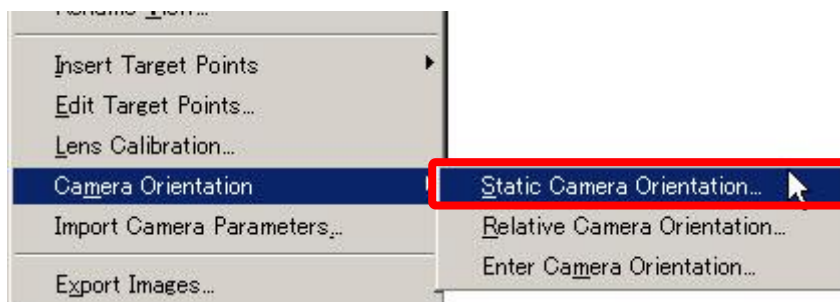 Insert Target Points
Edit Target Points...
Lens Calibration...
Camera Orientation
Static Camera Orientation...
Relative Camera Orientation...
Enter Camera Orientation...
Import Camera Parameters...
Export Images...